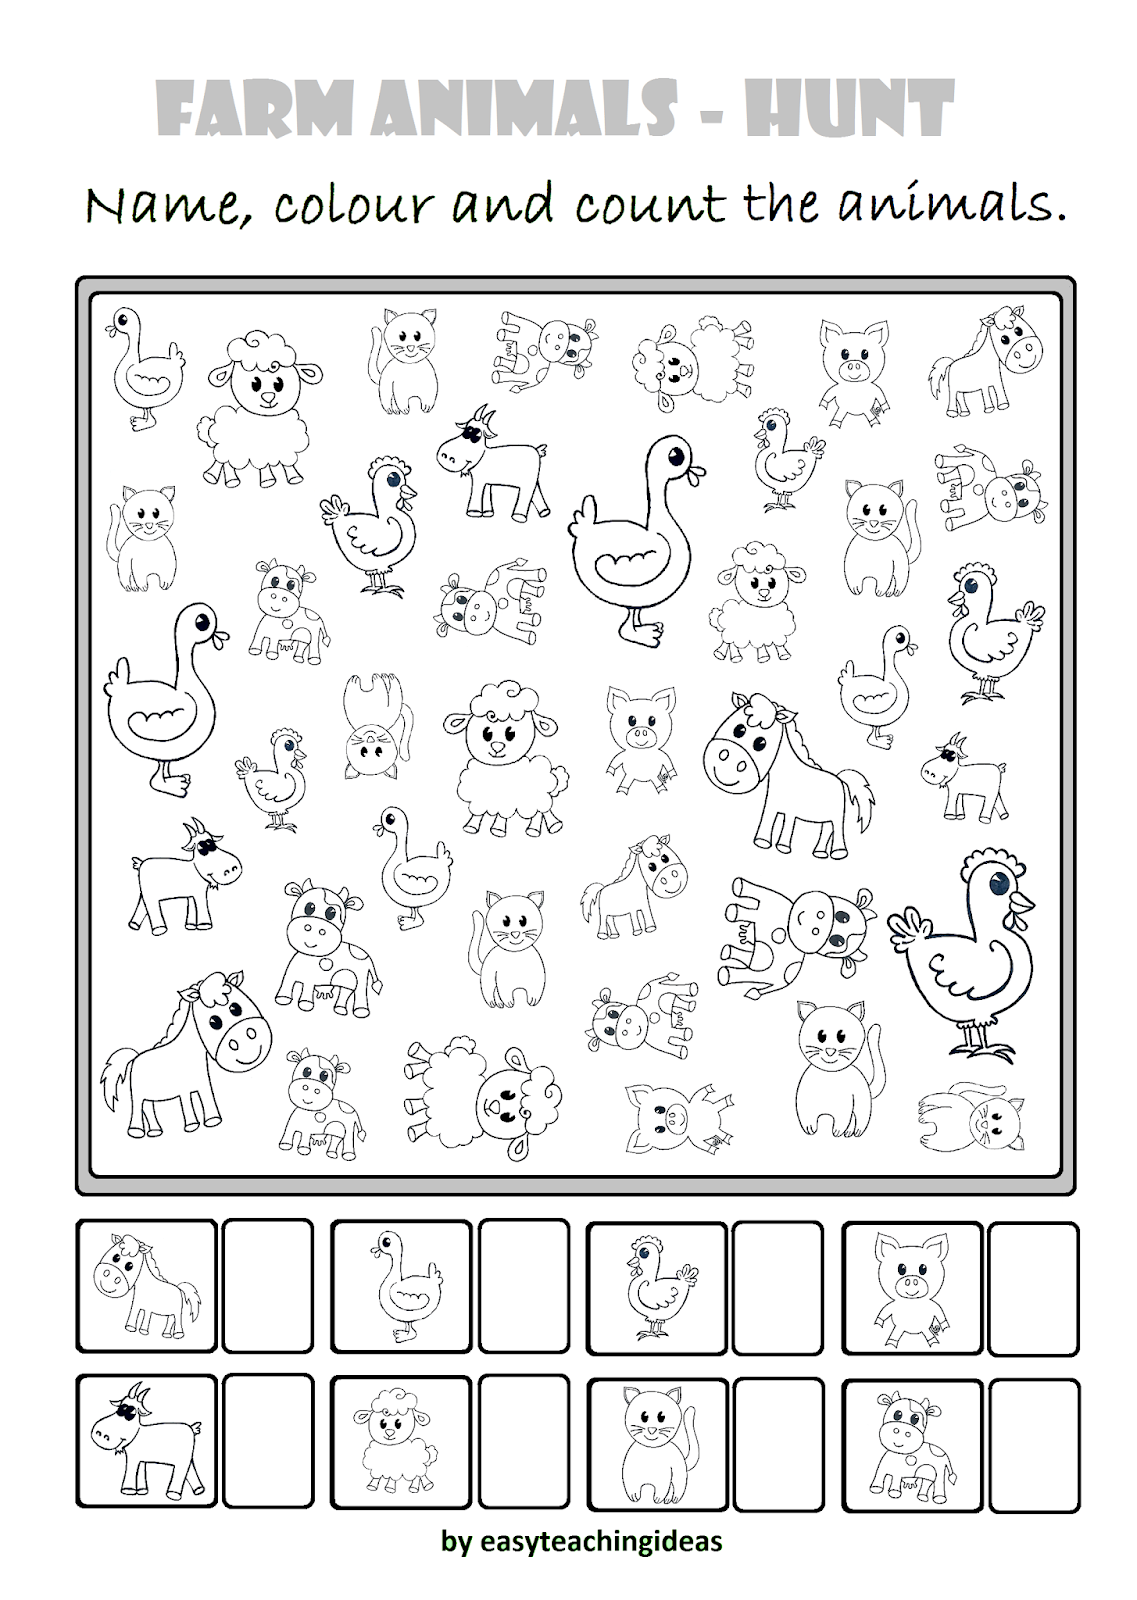 FARM ANIMALS - HUNT
Name, colour and count the animals.
by easyteachingideas